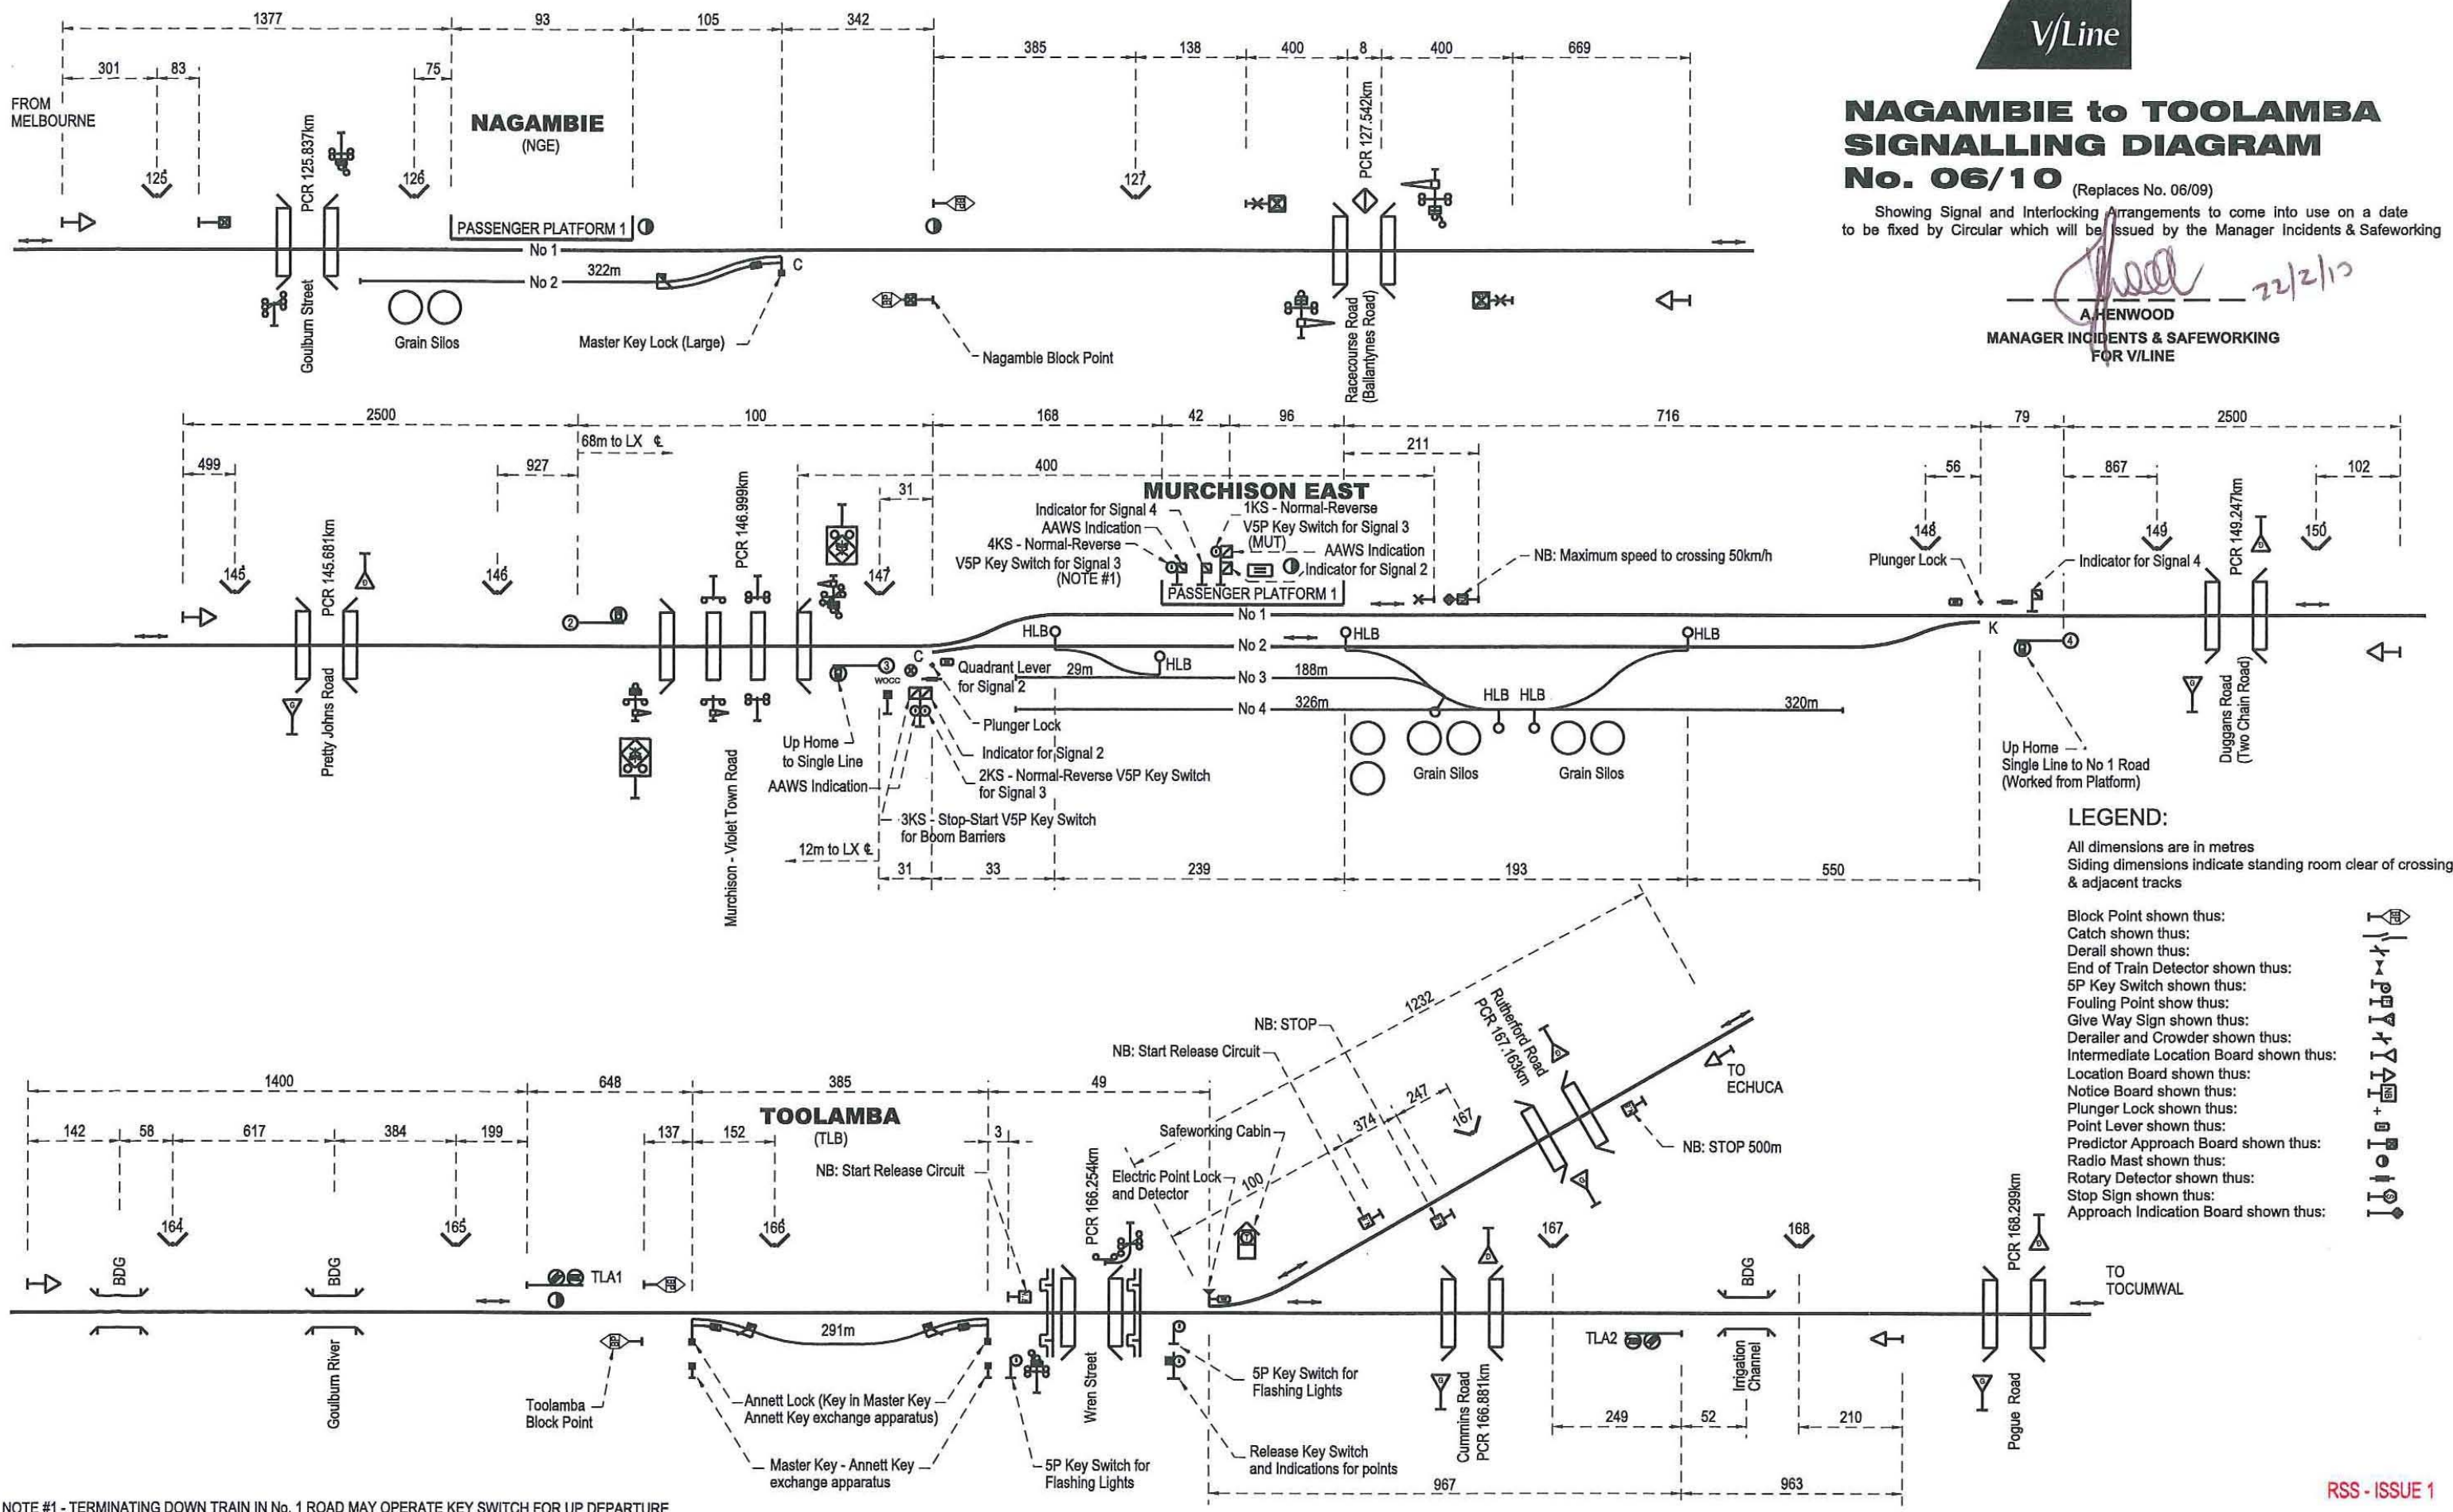 V/Line
NAGAMBIE to TOOLAMBA
SIGNALLING DIAGRAM
No. 06/10 (Replaces No. 06/09)
Showing Signal and Interlocking Arrangements to come into use on a date
to be fixed by Circular which will be issued by the Manager Incidents & Safeworking
22/2/10
A.HENWOOD
MANAGER INCIDENTS & SAFEWORKING
FOR V/LINE
1377 93 105 342
385 138 400 8 400 669
301 83 75
FROM
MELBOURNE
NAGAMBIE
(NGE)
PCR 125.837km
PCR 127.542km
125 126 127
PASSENGER PLATFORM 1
No 1
No 2 322m
C
Goulburn Street
Grain Silos
Master Key Lock (Large)
Nagambie Block Point
Racecourse Road
(Ballantynes Road)
2500 100 168 42 96 716 79 2500
68m to LX ℄
211
499 927 400 56 867 102
31
MURCHISON EAST
Indicator for Signal 4
AAWS Indication
4KS - Normal-Reverse
V5P Key Switch for Signal 3
(NOTE #1)
1KS - Normal-Reverse
V5P Key Switch for Signal 3
(MUT)
AAWS Indication
Indicator for Signal 2
NB: Maximum speed to crossing 50km/h
Plunger Lock
Indicator for Signal 4
PCR 145.681km
PCR 146.999km
PCR 149.247km
145 146 147 148 149 150
PASSENGER PLATFORM 1
2
No 1
HLB No 2 HLB HLB
K
4
C
3
WOCC
Quadrant Lever
for Signal 2
29m HLB No 3 188m
No 4 326m HLB HLB 320m
Pretty Johns Road
Murchison - Violet Town Road
Plunger Lock
Up Home
to Single Line
AAWS Indication
Indicator for Signal 2
2KS - Normal-Reverse V5P Key Switch
for Signal 3
3KS - Stop-Start V5P Key Switch
for Boom Barriers
Grain Silos
Grain Silos
Up Home
Single Line to No 1 Road
(Worked from Platform)
Duggans Road
(Two Chain Road)
12m to LX ℄
31 33 239 193 550
LEGEND:
All dimensions are in metres
Siding dimensions indicate standing room clear of crossing
& adjacent tracks
Block Point shown thus:
Catch shown thus:
Derail shown thus:
End of Train Detector shown thus:
5P Key Switch shown thus:
Fouling Point show thus:
Give Way Sign shown thus:
Derailer and Crowder shown thus:
Intermediate Location Board shown thus:
Location Board shown thus:
Notice Board shown thus:
Plunger Lock shown thus:
Point Lever shown thus:
Predictor Approach Board shown thus:
Radio Mast shown thus:
Rotary Detector shown thus:
Stop Sign shown thus:
Approach Indication Board shown thus:
1400 648 385 49
1232
142 58 617 384 199 137 152 3
TOOLAMBA
(TLB)
NB: STOP
NB: Start Release Circuit
NB: Start Release Circuit
Safeworking Cabin
Electric Point Lock
and Detector
100 374 247
167
Rutherford Road
PCR 167.163km
TO
ECHUCA
NB: STOP 500m
PCR 166.254km
PCR 168.299km
164 165 166 167 168
BDG
BDG
BDG
TLA1
TO
TOCUMWAL
291m
TLA2
Goulburn River
Toolamba
Block Point
Annett Lock (Key in Master Key
Annett Key exchange apparatus)
Master Key - Annett Key
exchange apparatus
5P Key Switch for
Flashing Lights
Wren Street
5P Key Switch for
Flashing Lights
Release Key Switch
and Indications for points
Cummins Road
PCR 166.881km
Irrigation
Channel
Pogue Road
249 52 210
967 963
NOTE #1 - TERMINATING DOWN TRAIN IN No. 1 ROAD MAY OPERATE KEY SWITCH FOR UP DEPARTURE
RSS - ISSUE 1